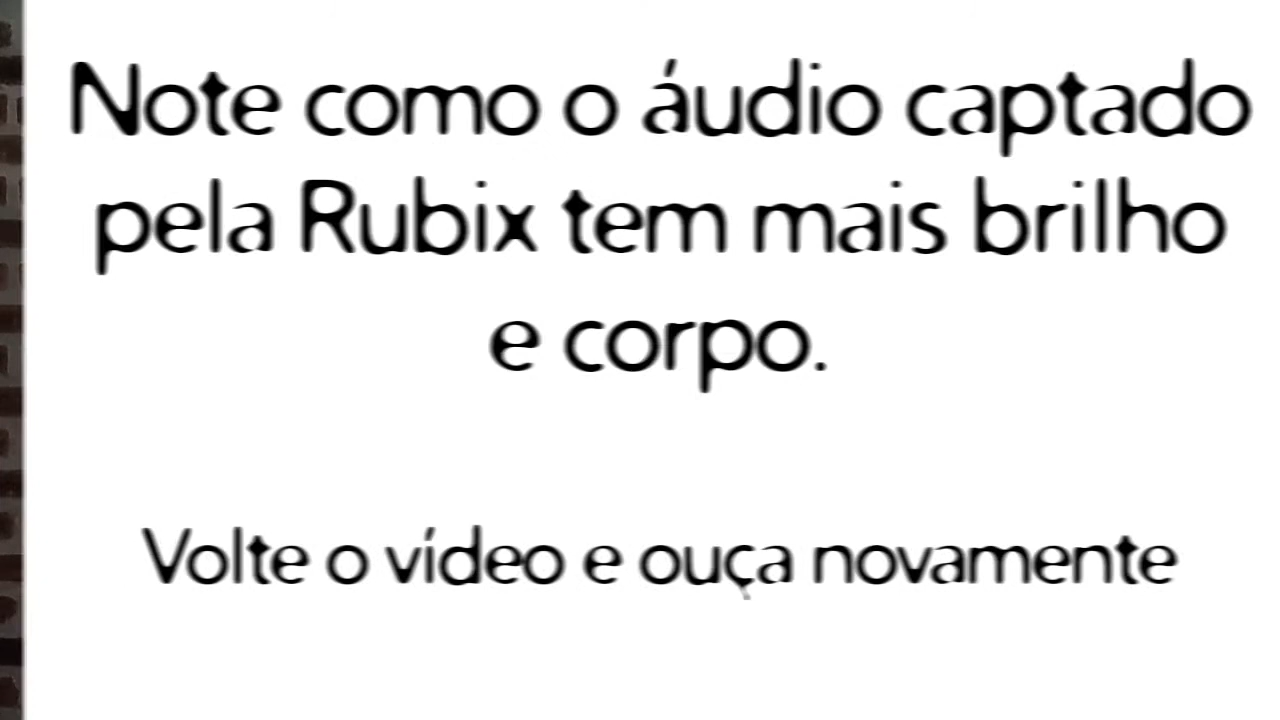 Note como o áudio captado
pela Rubix tem mais brilho
e corpo.
Volte o vídeo e ouça novamente